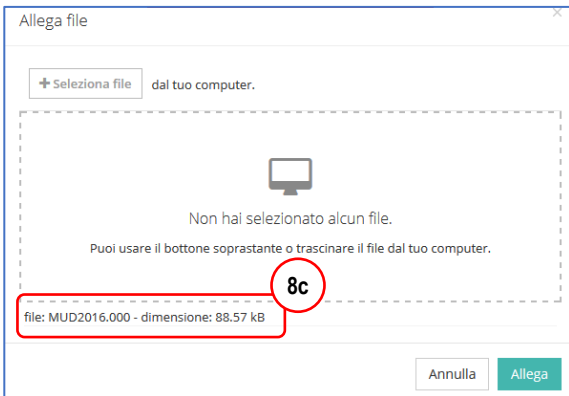 Allega file
×
+ Seleziona file dal tuo computer.
Non hai selezionato alcun file.
Puoi usare il bottone soprastante o trascinare il file dal tuo computer.
8c
file: MUD2016.000 - dimensione: 88.57 kB
Annulla Allega